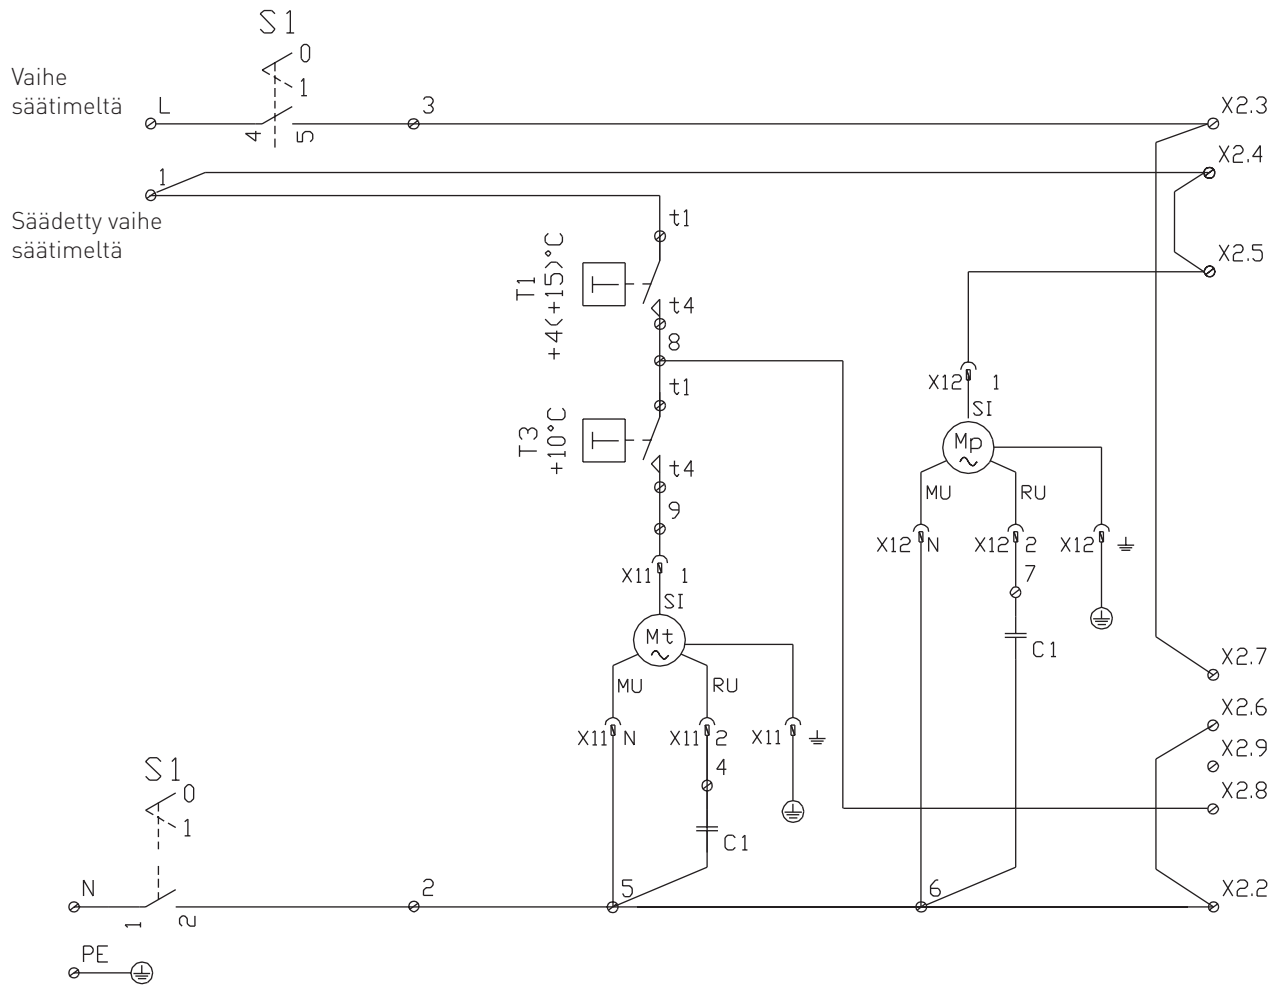 S1
0
1
Vaihe
säätimeltä
L
4
5
3
X2.3
X2.4
1
Säädetty vaihe
säätimeltä
t1
T1
+4(+15)°C
t4
8
X2.5
t1
T3
+10°C
t4
9
X12 1
SI
Mp
MU
RU
X12 N
X12 2
X12
7
C1
X11 1
SI
Mt
MU
RU
X11 N
X11 2
X11
4
C1
X2.7
X2.6
X2.9
X2.8
X2.2
S1
0
1
N
1
2
2
5
6
PE